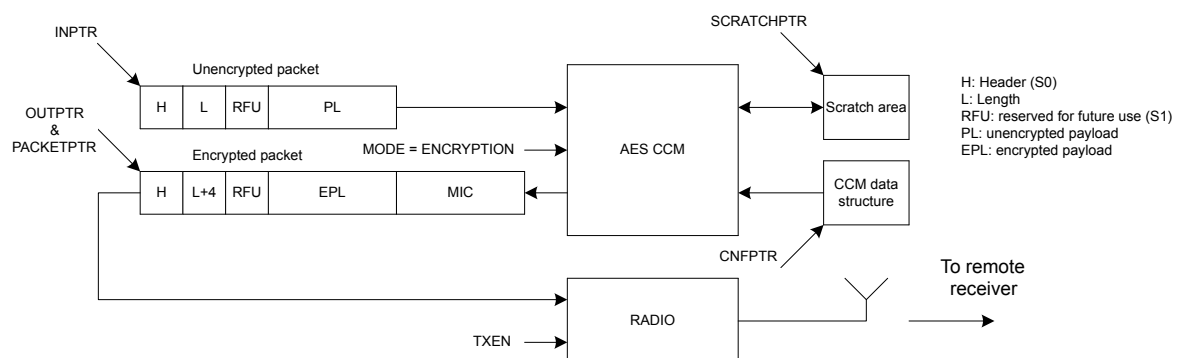 INPTR
SCRATCHPTR
Unencrypted packet
H L RFU PL
OUTPTR
&
PACKETPTR
Encrypted packet
H L+4 RFU EPL MIC
MODE = ENCRYPTION
AES CCM
Scratch area
CCM data
structure
CNFPTR
H: Header (S0)
L: Length
RFU: reserved for future use (S1)
PL: unencrypted payload
EPL: encrypted payload
RADIO
TXEN
To remote
receiver